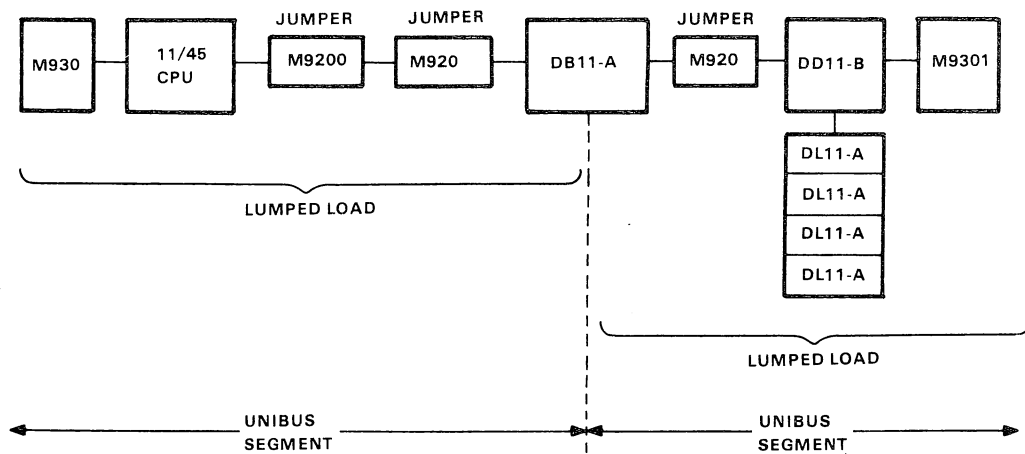 JUMPER
JUMPER
JUMPER
M930
11/45
CPU
M9200
M920
DB11-A
M920
DD11-B
M9301
DL11-A
DL11-A
DL11-A
DL11-A
LUMPED LOAD
LUMPED LOAD
UNIBUS
SEGMENT
UNIBUS
SEGMENT